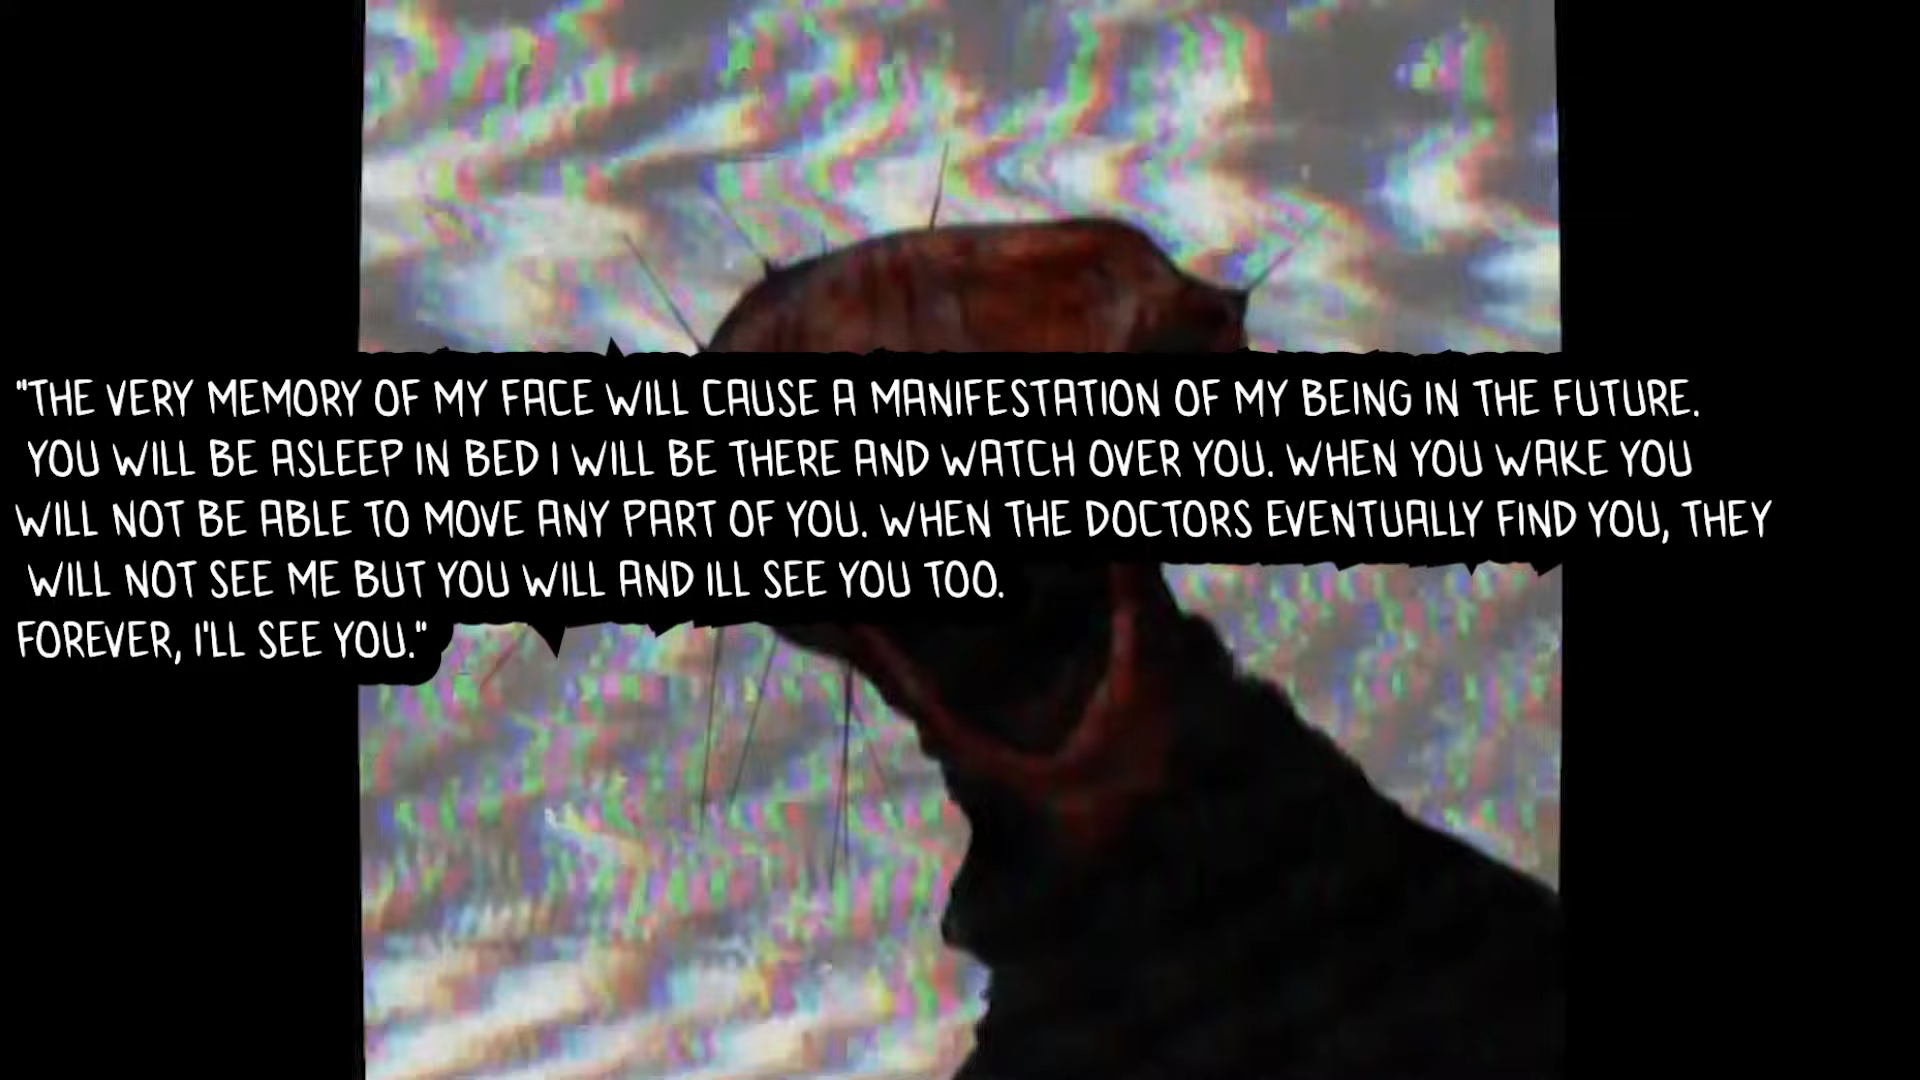 "THE VERY MEMORY OF MY FACE WILL CAUSE A MANIFESTATION OF MY BEING IN THE FUTURE.
YOU WILL BE ASLEEP IN BED I WILL BE THERE AND WATCH OVER YOU. WHEN YOU WAKE YOU
WILL NOT BE ABLE TO MOVE ANY PART OF YOU. WHEN THE DOCTORS EVENTUALLY FIND YOU, THEY
WILL NOT SEE ME BUT YOU WILL AND ILL SEE YOU TOO.
FOREVER, I'LL SEE YOU."